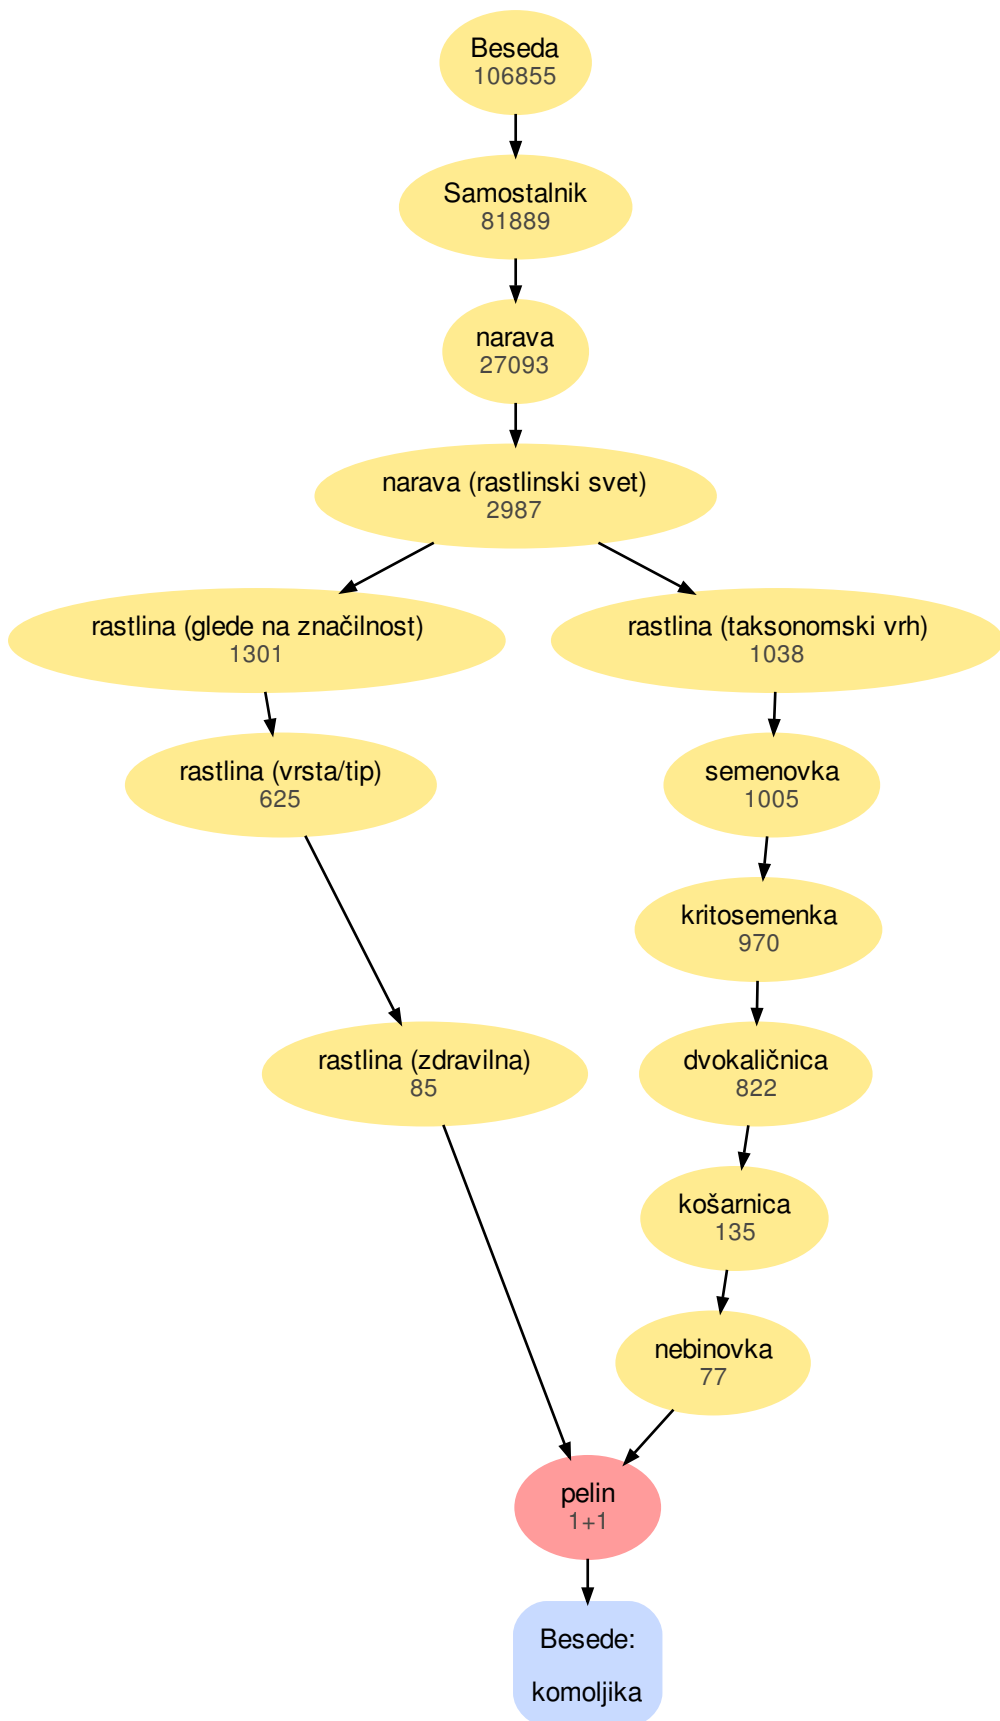 Beseda
106855
Samostalnik
81889
narava
27093
narava (rastlinski svet)
2987
rastlina (glede na značilnost)
1301
rastlina (taksonomski vrh)
1038
rastlina (vrsta/tip)
625
semenovka
1005
kritosemenka
970
rastlina (zdravilna)
85
dvokaličnica
822
košarnica
135
nebinovka
77
pelin
1+1
Besede:
komoljika